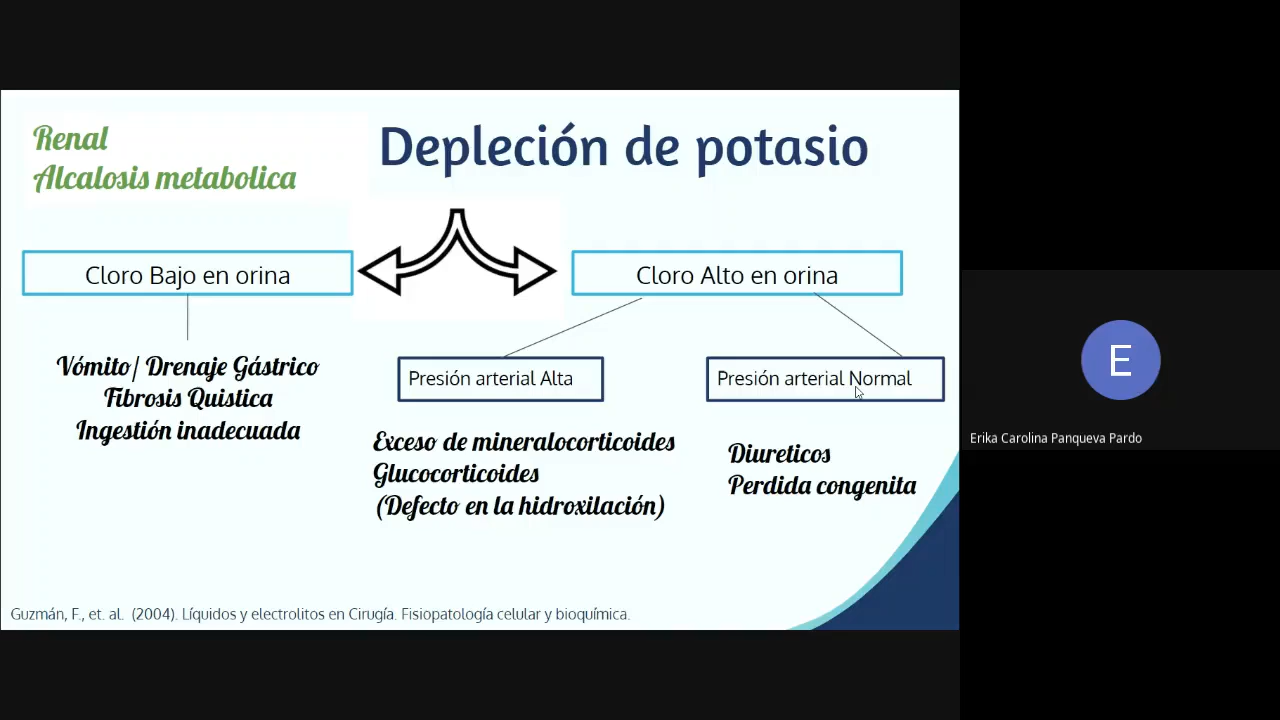 Renal
Alcalosis metabolica
Depleción de potasio
Cloro Bajo en orina
Cloro Alto en orina
Vómito/ Drenaje Gástrico
Fibrosis Quistica
Ingestión inadecuada
Presión arterial Alta
Presión arterial Normal
Exceso de mineralocorticoides
Glucocorticoides
(Defecto en la hidroxilación)
Diureticos
Perdida congenita
Guzmán, F., et. al. (2004). Líquidos y electrolitos en Cirugía. Fisiopatología celular y bioquímica.
E
Erika Carolina Panqueva Pardo